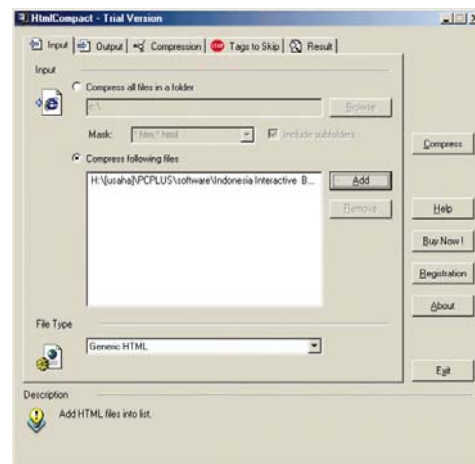 HtmlCompact - Trial Version
Input Output Compression Tags to Skip Result
Input
Compress all files in a folder
e:\
Browse
Mask: *.htm;*.html Include subfolders
Compress
Compress following files
H:\[usaha]\PCPLUS\software\Indonesia Interactive B...
Add
Remove
Help
Buy Now !
Registration
About
File Type
Generic HTML
Exit
Description
Add HTML files into list.